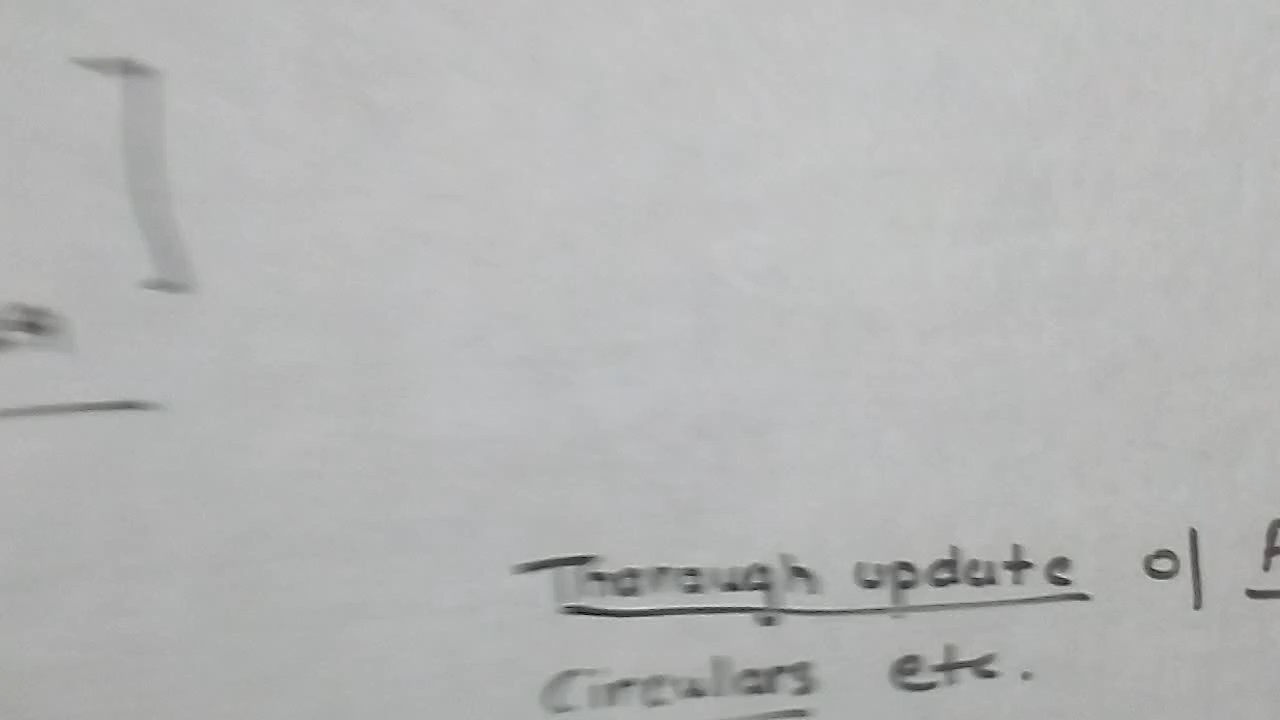 ]
Thorough update of
Circulars etc.